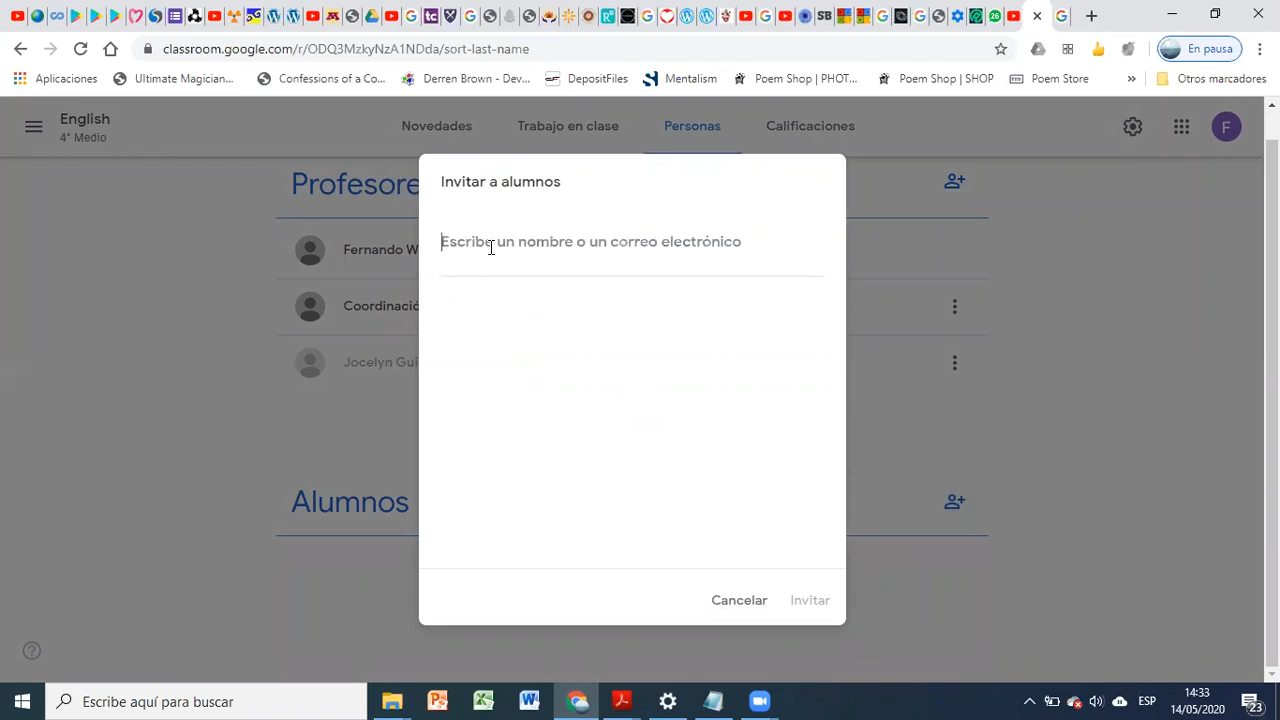 En pausa
classroom.google.com/r/ODQ3MzkyNzA1NDda/sort-last-name
Aplicaciones
Ultimate Magician...
Confessions of a Co...
Derren Brown - Dev...
DepositFiles
Mentalism
Poem Shop | PHOT...
Poem Shop | SHOP
Poem Store
»
Otros marcadores
English
4° Medio
Novedades
Trabajo en clase
Personas
Calificaciones
F
Profesore
Invitar a alumnos
Escribe un nombre o un correo electrónico
Fernando W
Coordinació
Jocelyn Gui
Alumnos
Cancelar
Invitar
Escribe aquí para buscar
ESP
14:33
14/05/2020
23